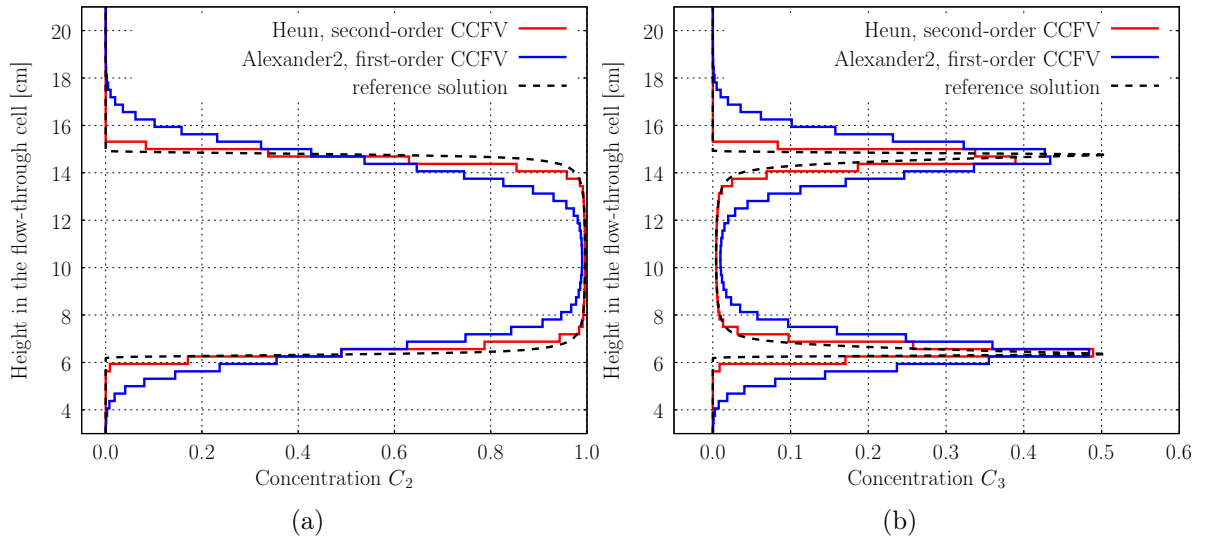 Height in the flow-through cell [cm]
20
18
16
14
12
10
8
6
4
Heun, second-order CCFV
Alexander2, first-order CCFV
reference solution
0.0 0.2 0.4 0.6 0.8 1.0
Concentration C₂
(a)
Height in the flow-through cell [cm]
20
18
16
14
12
10
8
6
4
Heun, second-order CCFV
Alexander2, first-order CCFV
reference solution
0.0 0.1 0.2 0.3 0.4 0.5 0.6
Concentration C₃
(b)